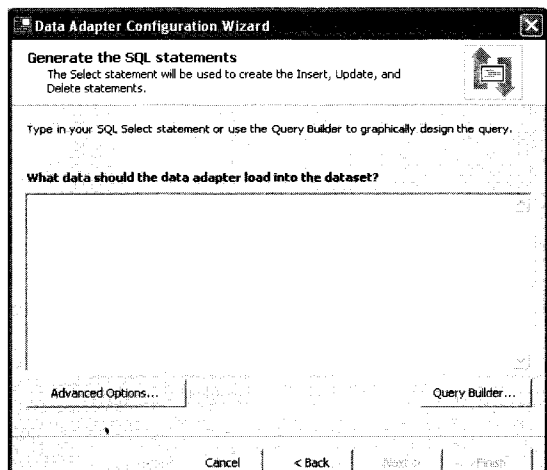 Data Adapter Configuration Wizard
Generate the SQL statements
The Select statement will be used to create the Insert, Update, and
Delete statements.
Type in your SQL Select statement or use the Query Builder to graphically design the query.
What data should the data adapter load into the dataset?
Advanced Options...
Query Builder...
Cancel
< Back
Next >
Finish